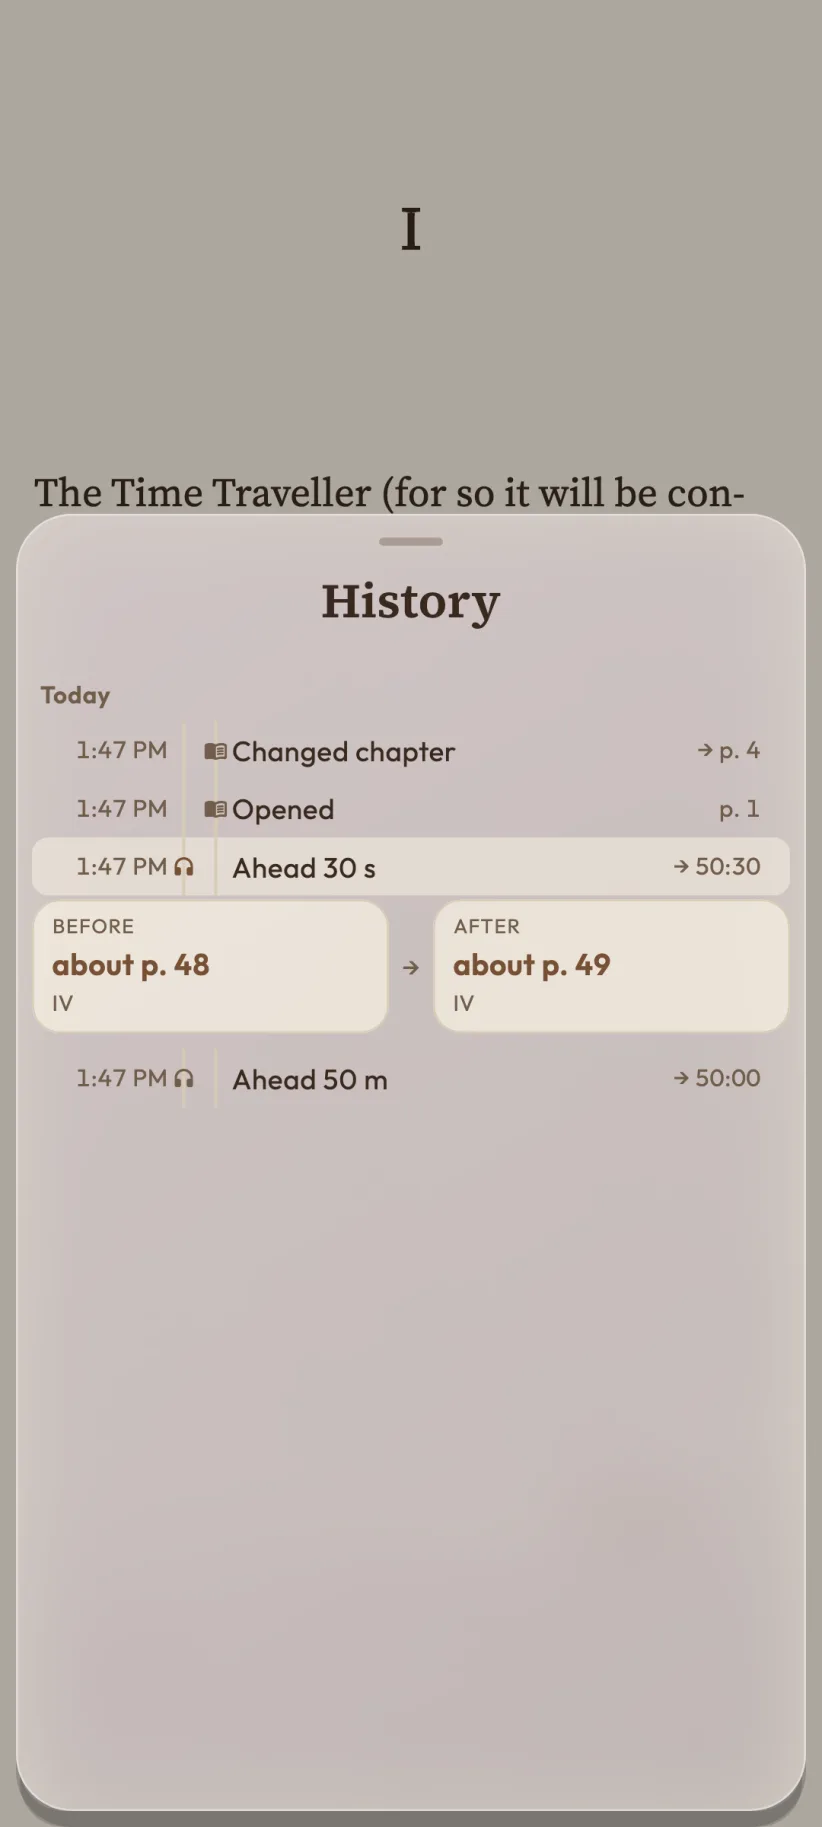 I
The Time Traveller (for so it will be con-
History
Today
1:47 PM Changed chapter → p. 4
1:47 PM Opened p. 1
1:47 PM Ahead 30 s → 50:30
BEFORE AFTER
about p. 48 → about p. 49
IV IV
1:47 PM Ahead 50 m → 50:00